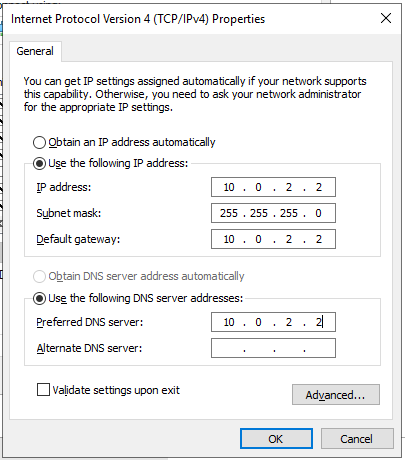 Internet Protocol Version 4 (TCP/IPv4) Properties
General
You can get IP settings assigned automatically if your network supports
this capability. Otherwise, you need to ask your network administrator
for the appropriate IP settings.
Obtain an IP address automatically
Use the following IP address:
IP address: 10 . 0 . 2 . 2
Subnet mask: 255 . 255 . 255 . 0
Default gateway: 10 . 0 . 2 . 2
Obtain DNS server address automatically
Use the following DNS server addresses:
Preferred DNS server: 10 . 0 . 2 . 2
Alternate DNS server: . . .
Validate settings upon exit
Advanced...
OK Cancel